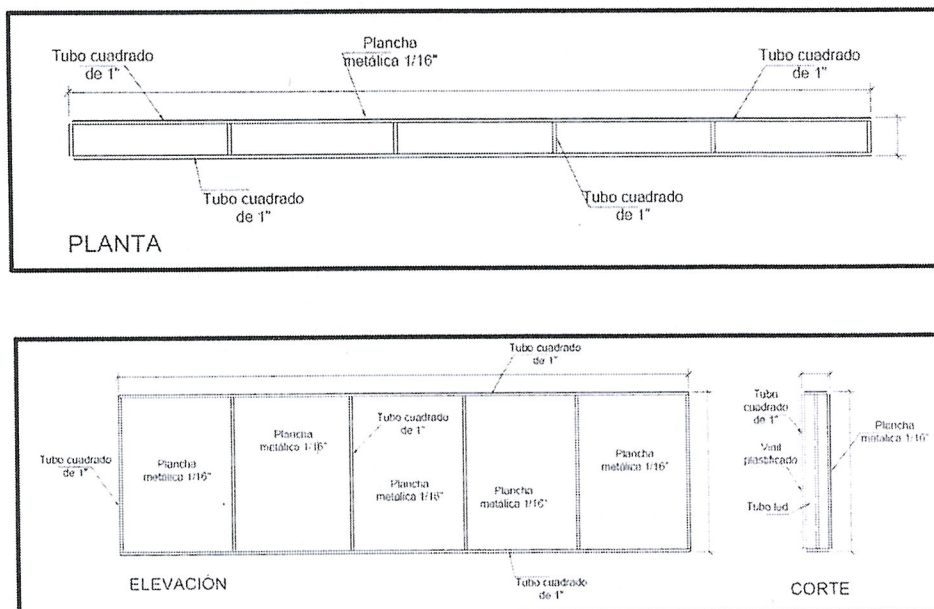 Tubo cuadrado
de 1"
Plancha
metálica 1/16"
Tubo cuadrado
de 1"
Tubo cuadrado
de 1"
Tubo cuadrado
de 1"
PLANTA
Tubo cuadrado
de 1"
Tubo cuadrado
de 1"
Plancha
metálica 1/16"
Plancha
metálica 1/16"
Tubo cuadrado
de 1"
Plancha
metálica 1/16"
Plancha
metálica 1/16"
Plancha
metálica 1/16"
Tubo cuadrado
de 1"
ELEVACIÓN
Tubo
cuadrado
de 1"
Vinil
plastificado
Tubo led
Plancha
metálica 1/16"
CORTE